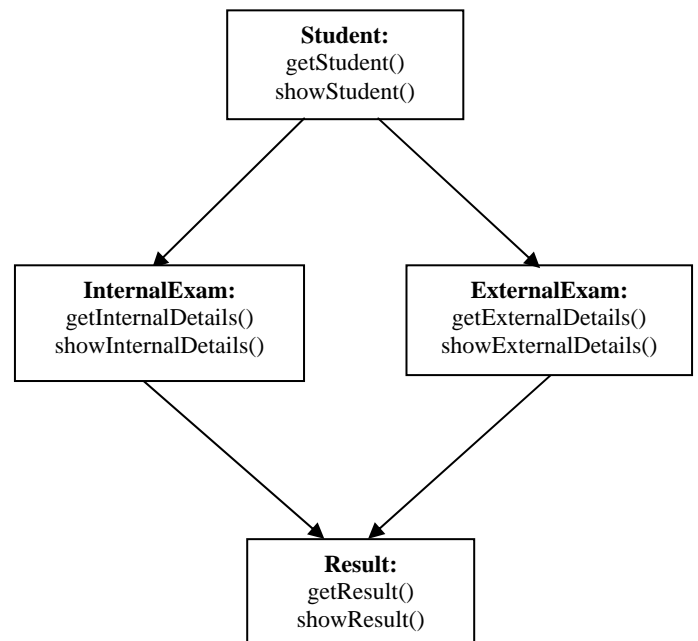 Student:
getStudent()
showStudent()
InternalExam:
getInternalDetails()
showInternalDetails()
ExternalExam:
getExternalDetails()
showExternalDetails()
Result:
getResult()
showResult()